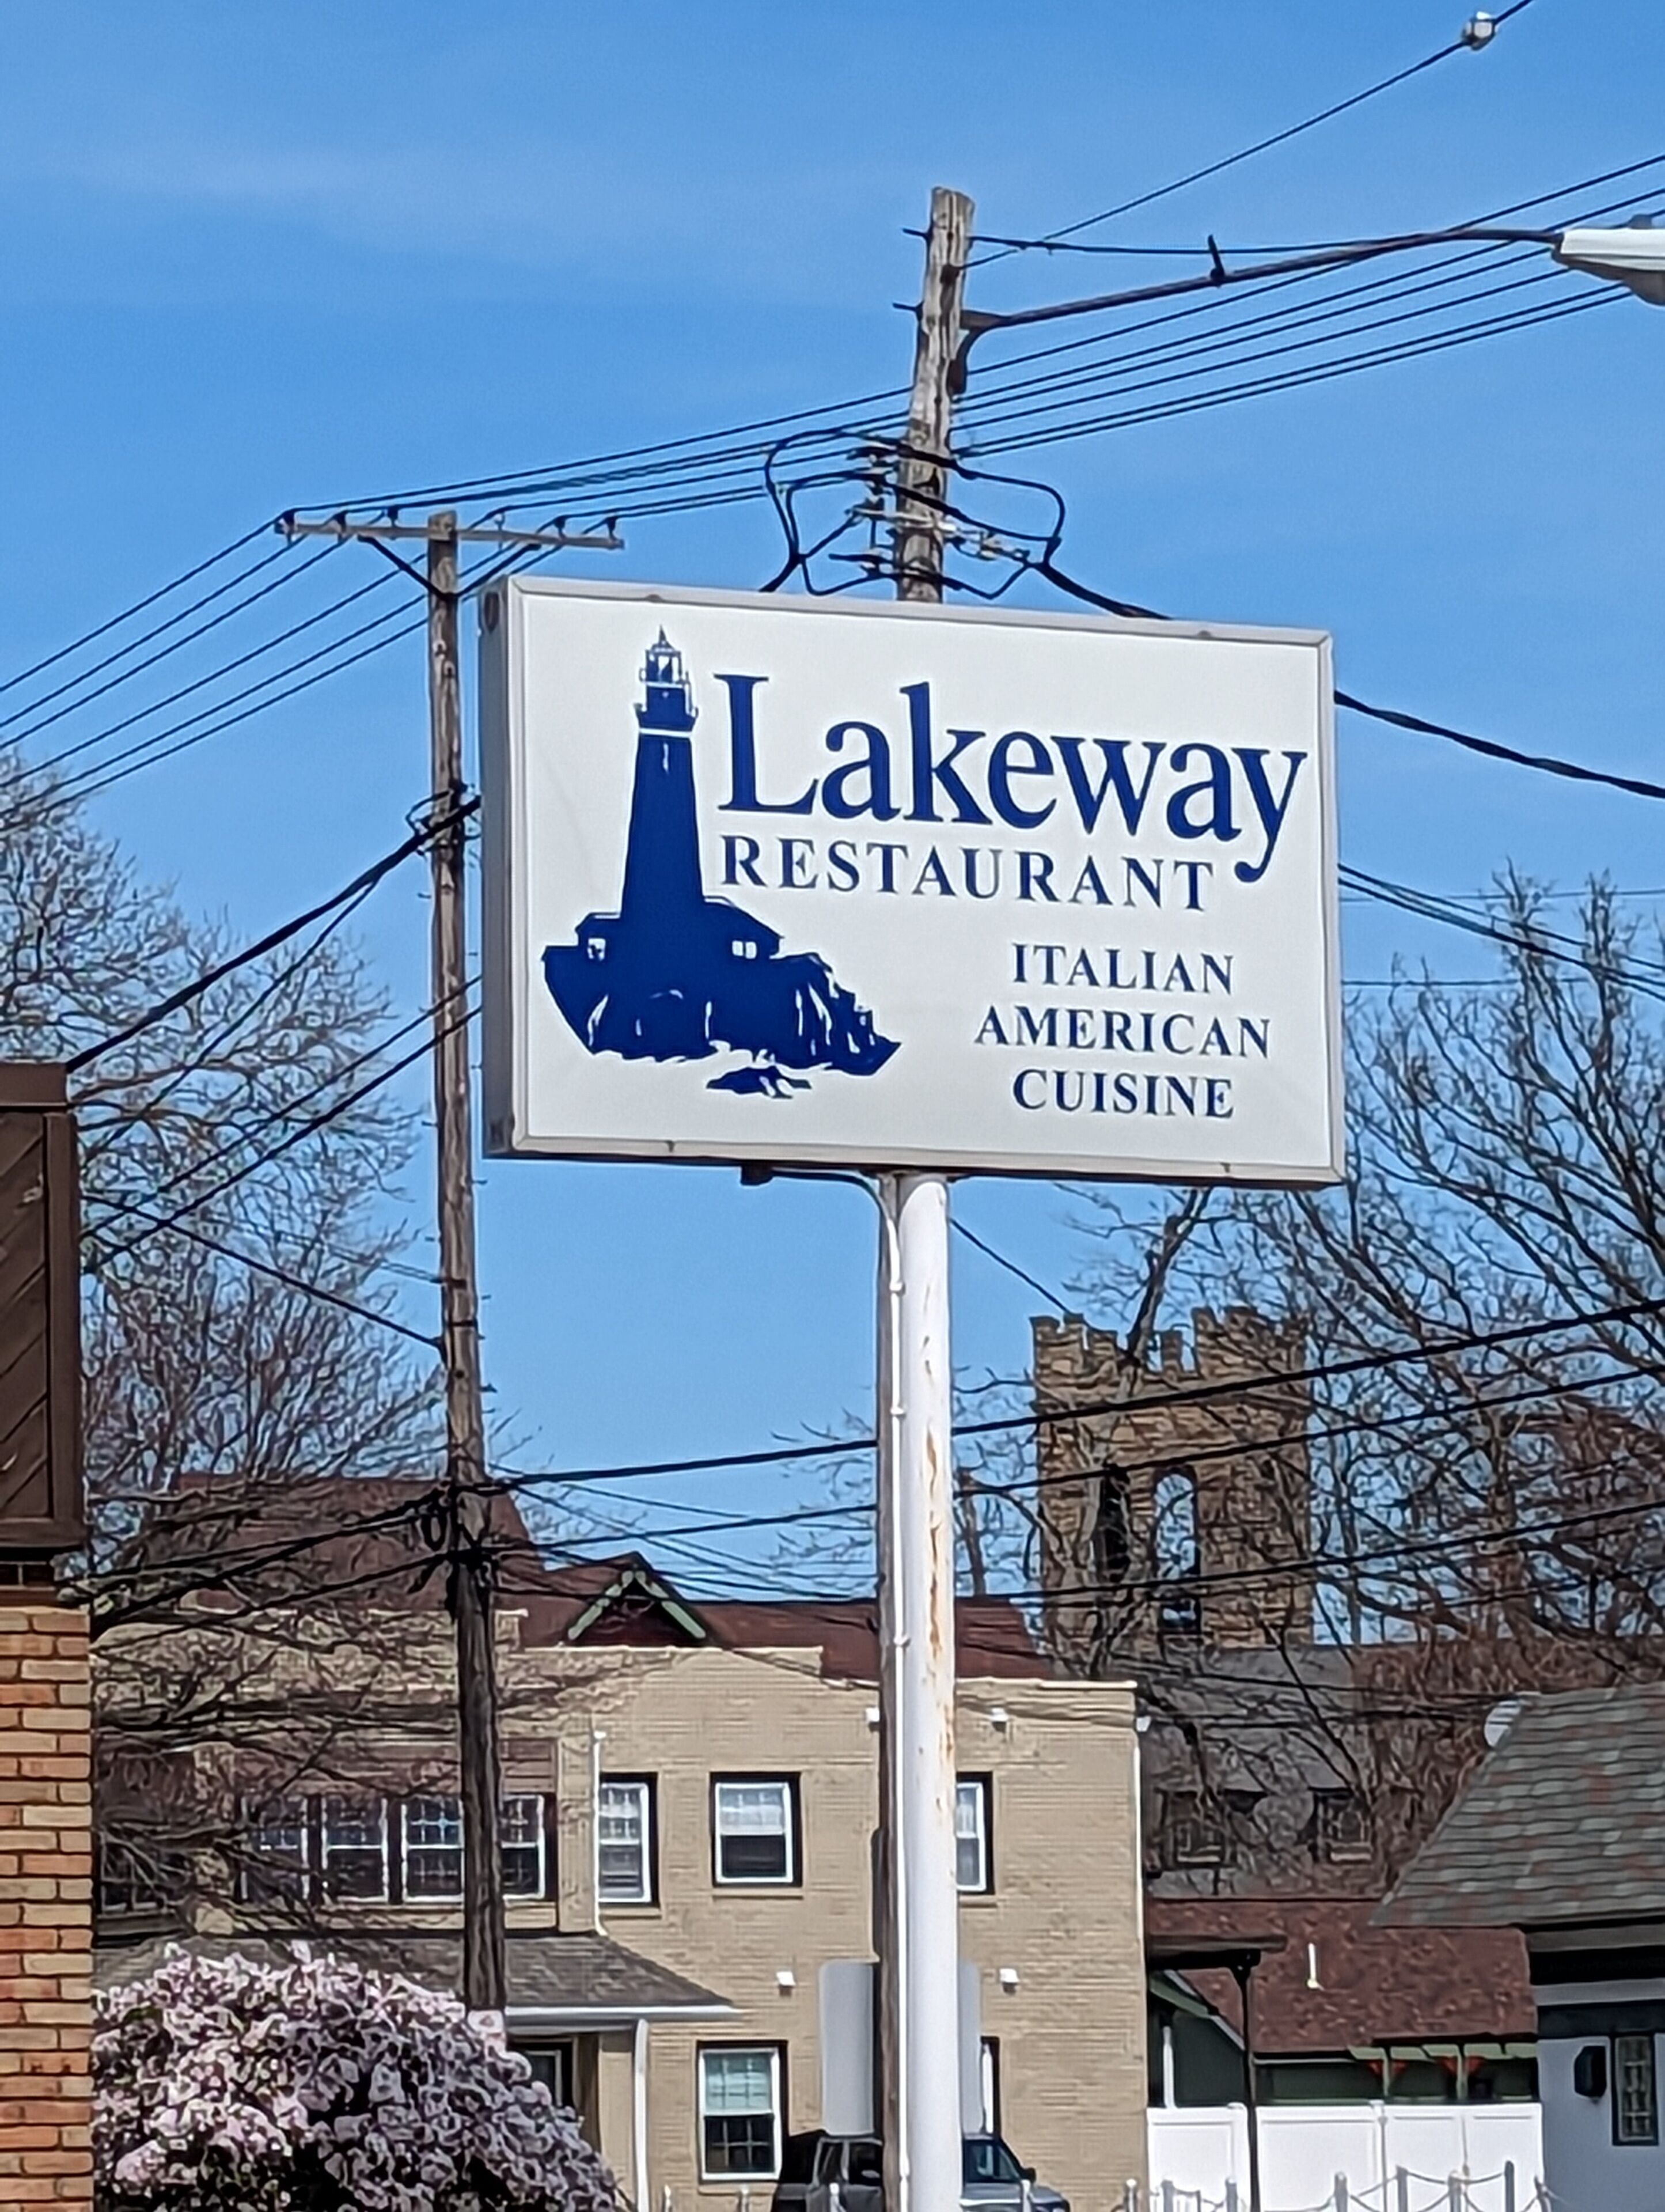 Lakeway
RESTAURANT
ITALIAN
AMERICAN
CUISINE